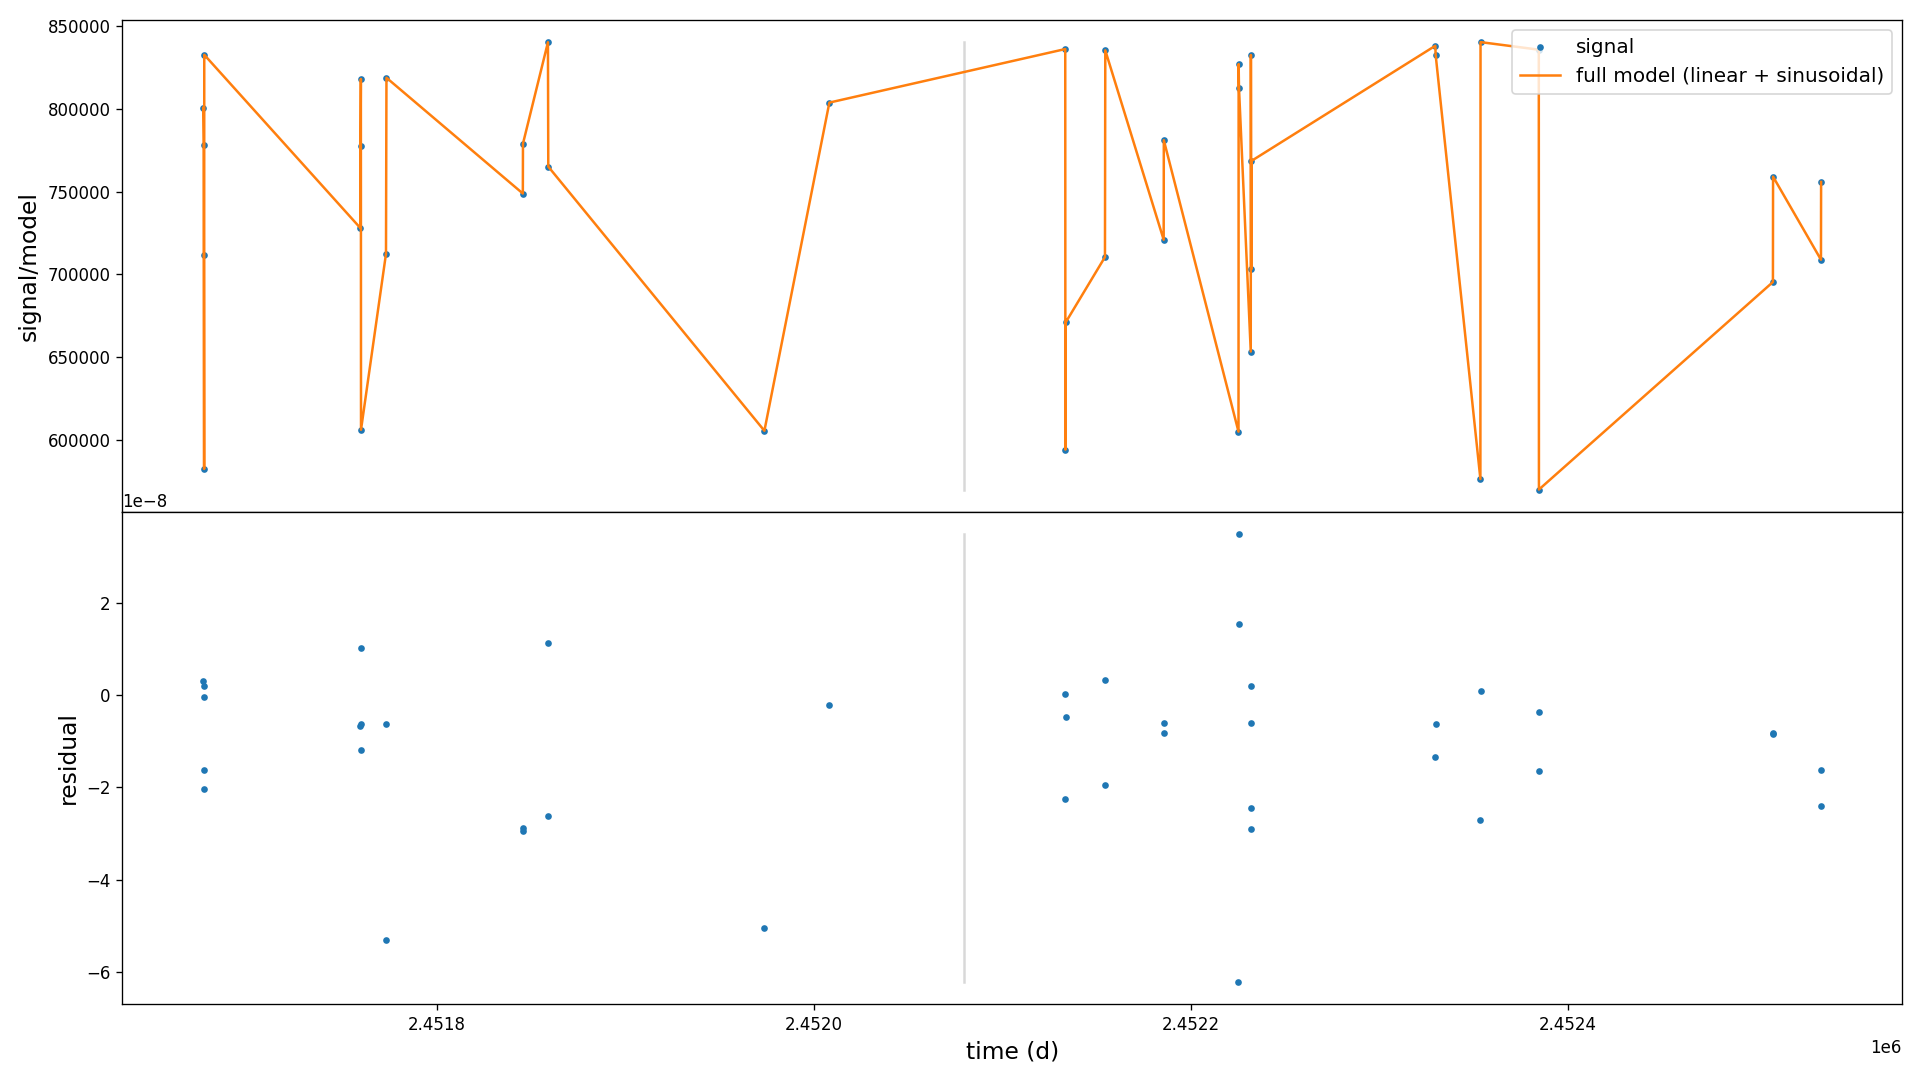 850000
800000
750000
700000
650000
600000
signal/model
signal
full model (linear + sinusoidal)
1e−8
2
0
−2
−4
−6
residual
2.4518
2.4520
2.4522
2.4524
1e6
time (d)